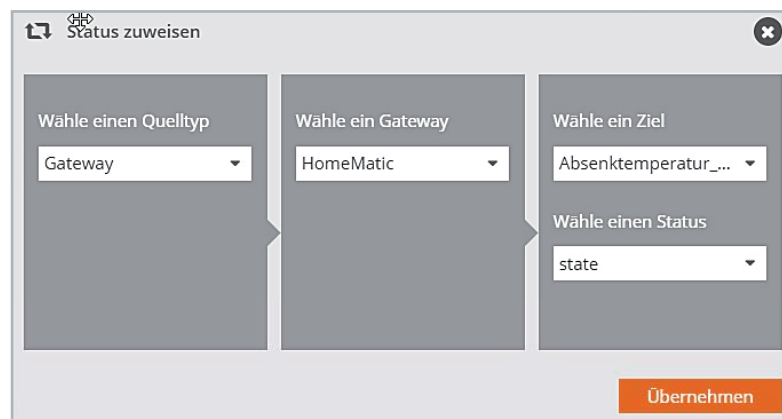 Status zuweisen
Wähle einen Quelltyp
Gateway
Wähle ein Gateway
HomeMatic
Wähle ein Ziel
Absenktemperatur_...
Wähle einen Status
state
Übernehmen